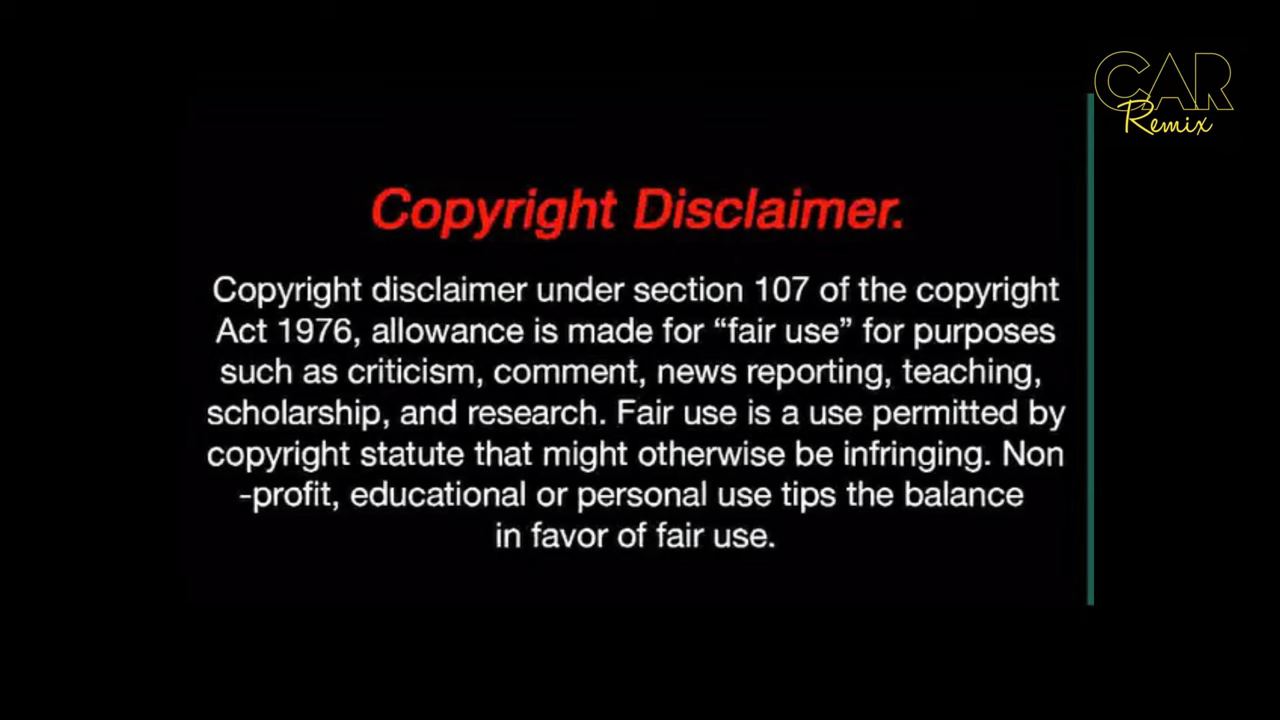 CAR
Remix
Copyright Disclaimer.
Copyright disclaimer under section 107 of the copyright
Act 1976, allowance is made for “fair use” for purposes
such as criticism, comment, news reporting, teaching,
scholarship, and research. Fair use is a use permitted by
copyright statute that might otherwise be infringing. Non
-profit, educational or personal use tips the balance
in favor of fair use.